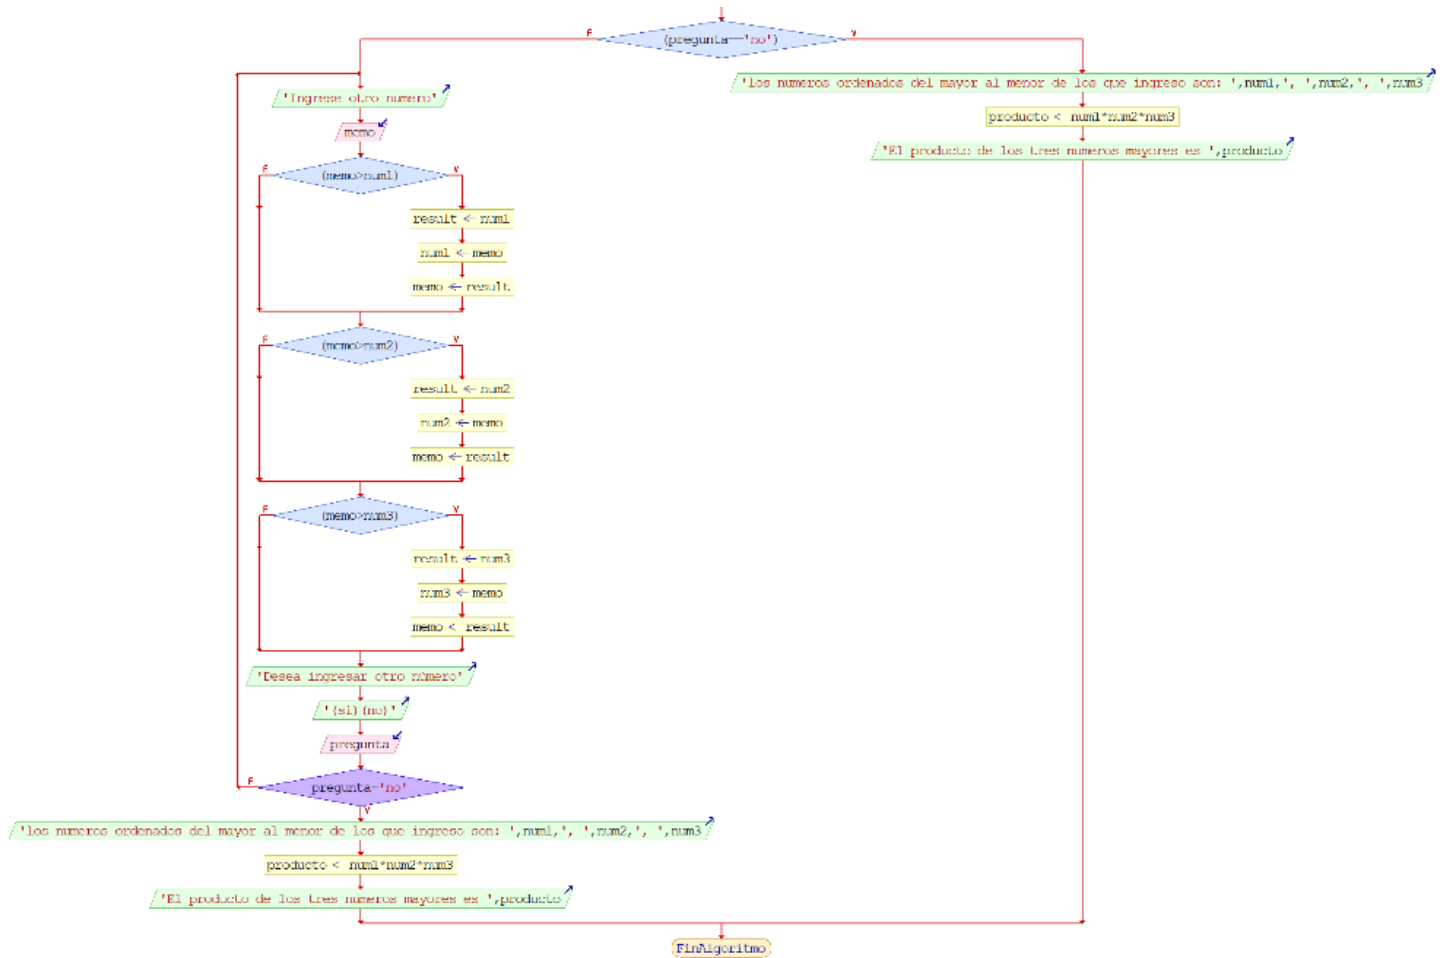 (pregunta=='no')
F
V
'los numeros ordenados del mayor al menor de los que ingreso son: ',num1,', ',num2,', ',num3
producto < num1*num2*num3
'El producto de los tres numeros mayores es ',producto
'Ingrese otro numero'
memo
(memo>num1)
F
V
result ← num1
num1 ← memo
memo ← result
(memo>num2)
F
V
result ← num2
num2 ← memo
memo ← result
(memo>num3)
F
V
result ← num3
num3 ← memo
memo < result
'Desea ingresar otro número'
'(si)(no)'
pregunta
pregunta='no'
F
V
'los numeros ordenados del mayor al menor de los que ingreso son: ',num1,', ',num2,', ',num3
producto < num1*num2*num3
'El producto de los tres numeros mayores es ',producto
FinAlgoritmo